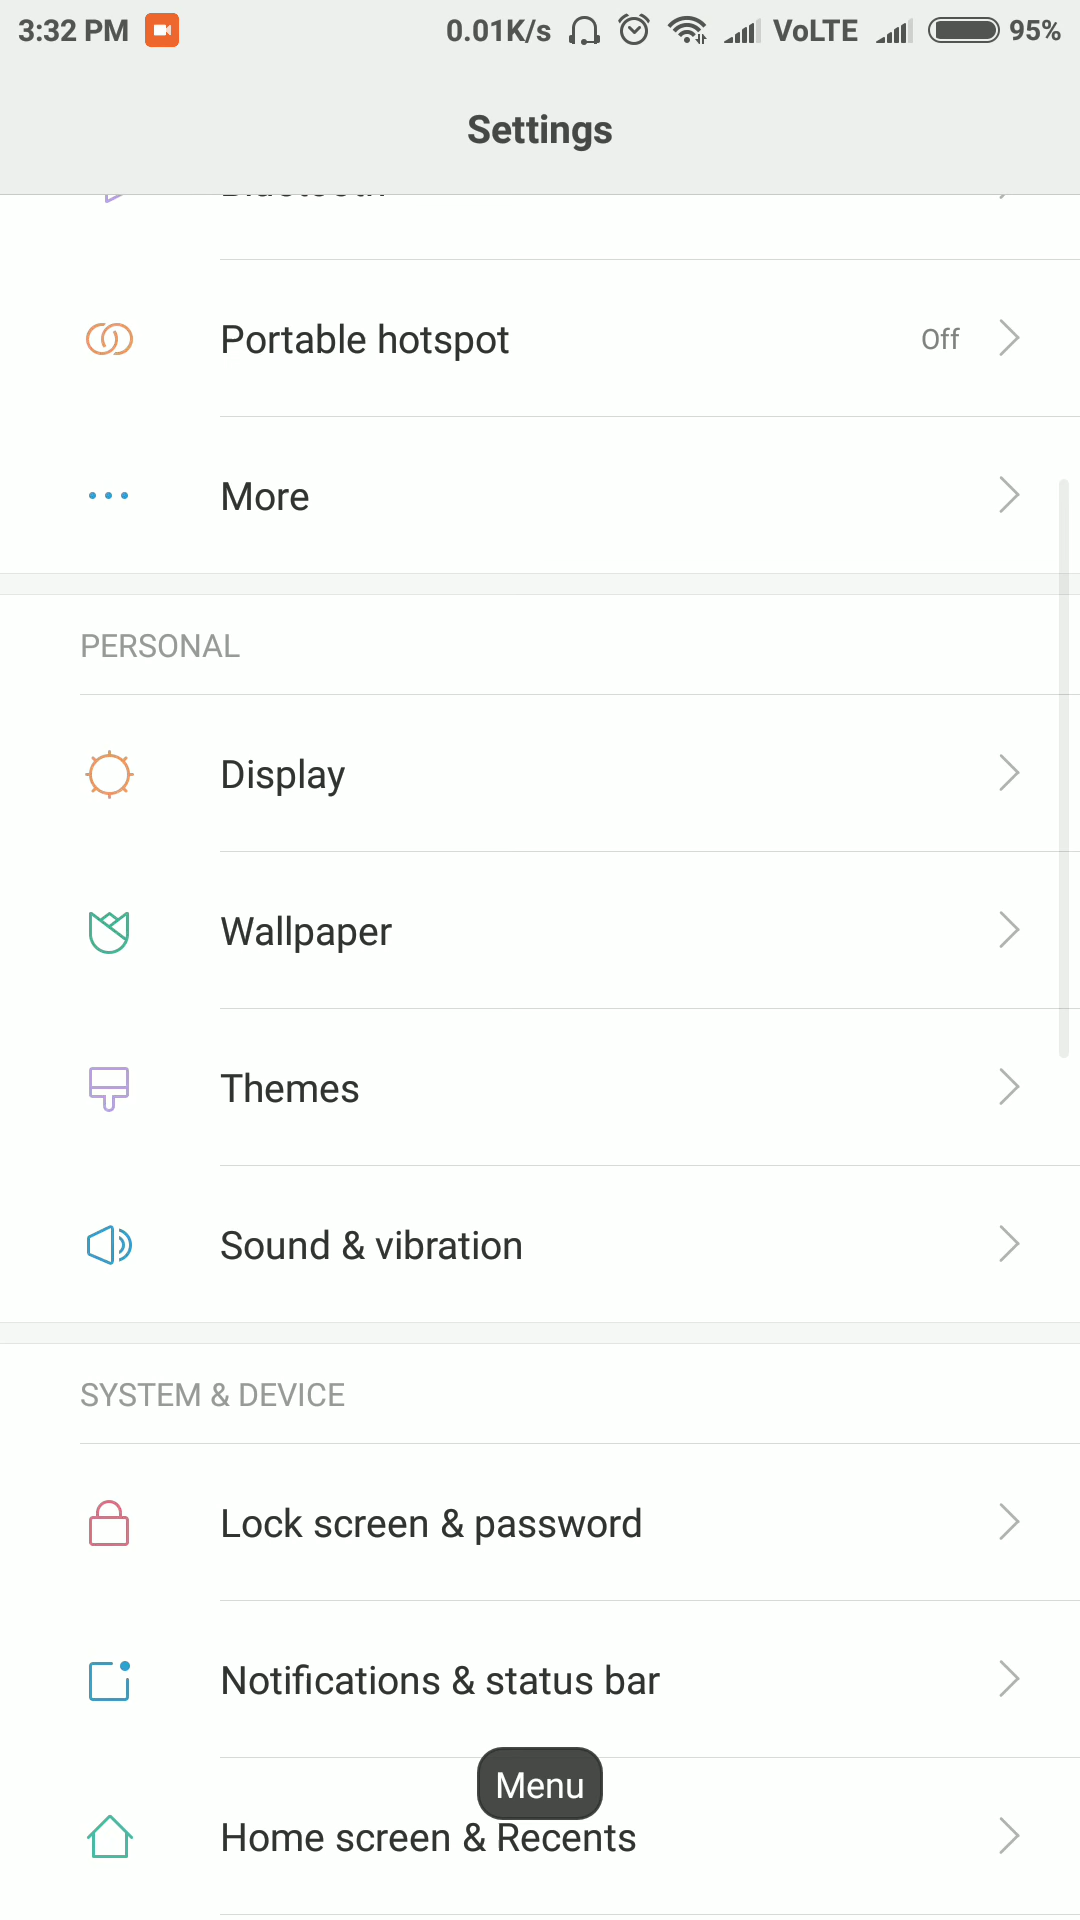 3:32 PM 0.01K/s VoLTE 95%
Settings
Portable hotspot Off
More
PERSONAL
Display
Wallpaper
Themes
Sound & vibration
SYSTEM & DEVICE
Lock screen & password
Notifications & status bar
Menu
Home screen & Recents